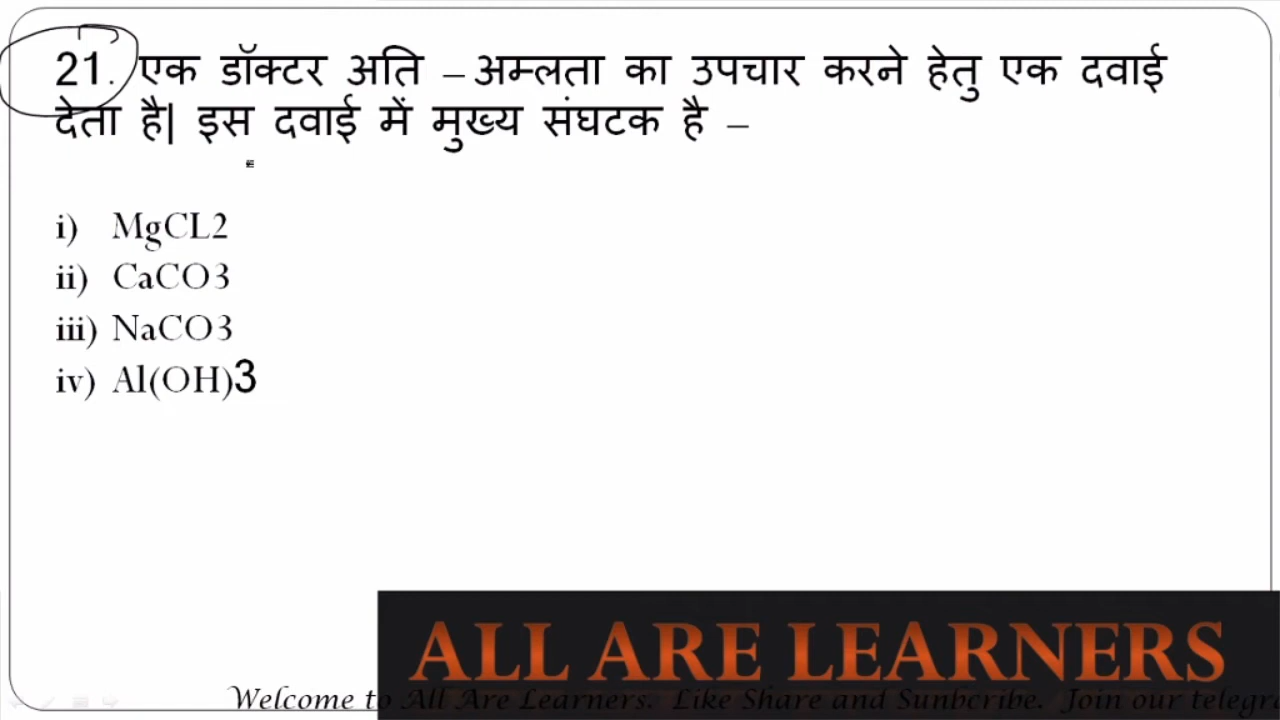 21. एक डॉक्टर अति – अम्लता का उपचार करने हेतु एक दवाई
देता है| इस दवाई में मुख्य संघटक है –
i) MgCL2
ii) CaCO3
iii) NaCO3
iv) Al(OH)3
ALL ARE LEARNERS
Welcome to All Are Learners. Like Share and Sunbcribe. Join our telegr